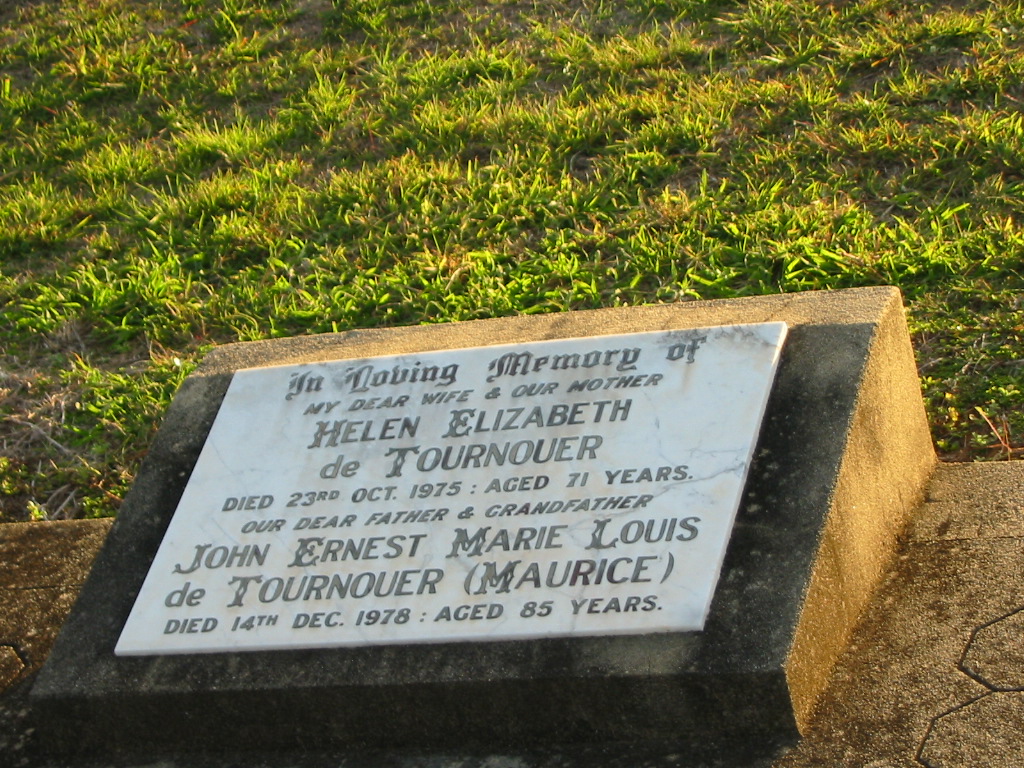 In Loving Memory of
MY DEAR WIFE & OUR MOTHER
HELEN ELIZABETH
de TOURNOUER
DIED 23RD OCT. 1975 : AGED 71 YEARS.
OUR DEAR FATHER & GRANDFATHER
JOHN ERNEST MARIE LOUIS
de TOURNOUER (MAURICE)
DIED 14TH DEC. 1978 : AGED 85 YEARS.